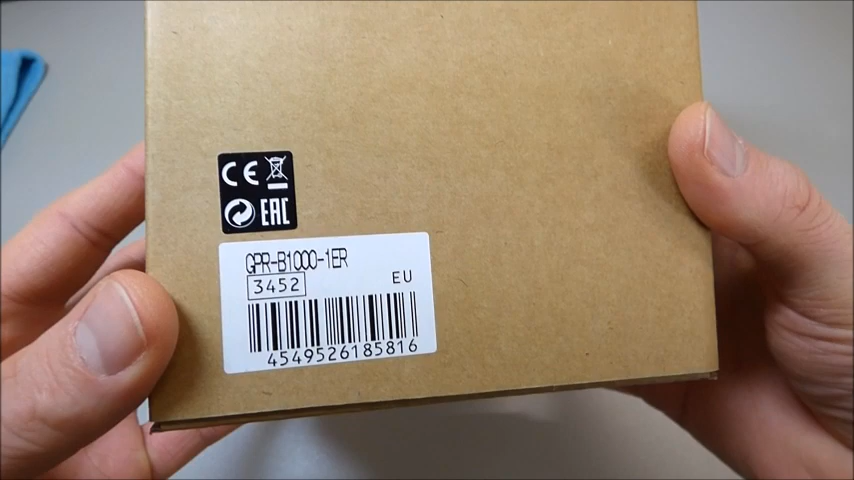 CE
EAC
GPR-B1000-1ER
3452
EU
4549526185816